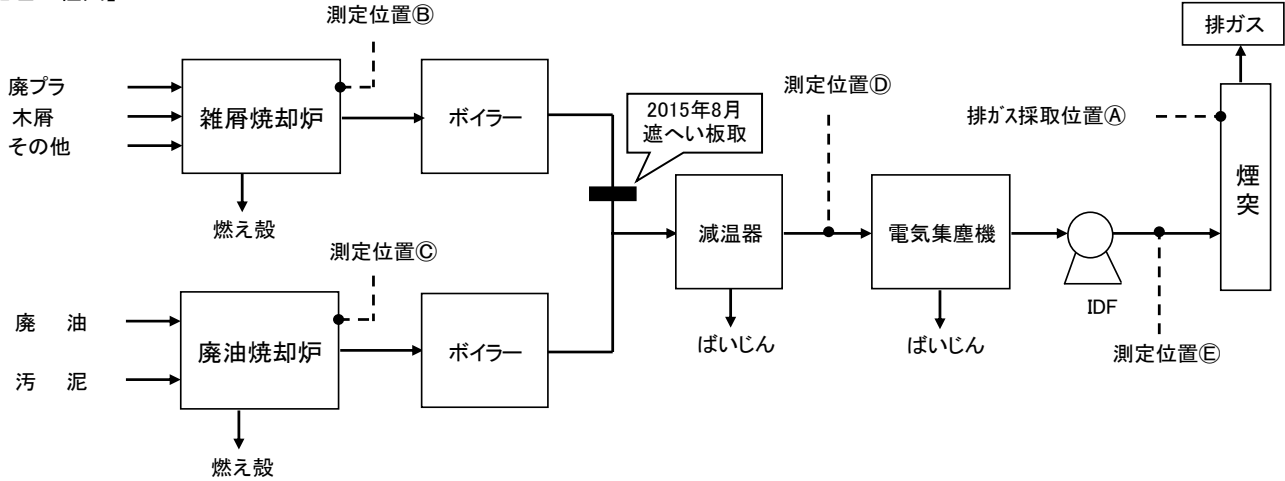 測定位置Ⓑ
排ガス
廃プラ
木屑
その他
雑屑焼却炉
ボイラー
2015年8月
遮へい板取
測定位置Ⓓ
排ガス採取位置Ⓐ
煙突
燃え殻
測定位置Ⓒ
減温器
電気集塵機
IDF
廃　油
汚　泥
廃油焼却炉
ボイラー
ばいじん
ばいじん
測定位置Ⓔ
燃え殻